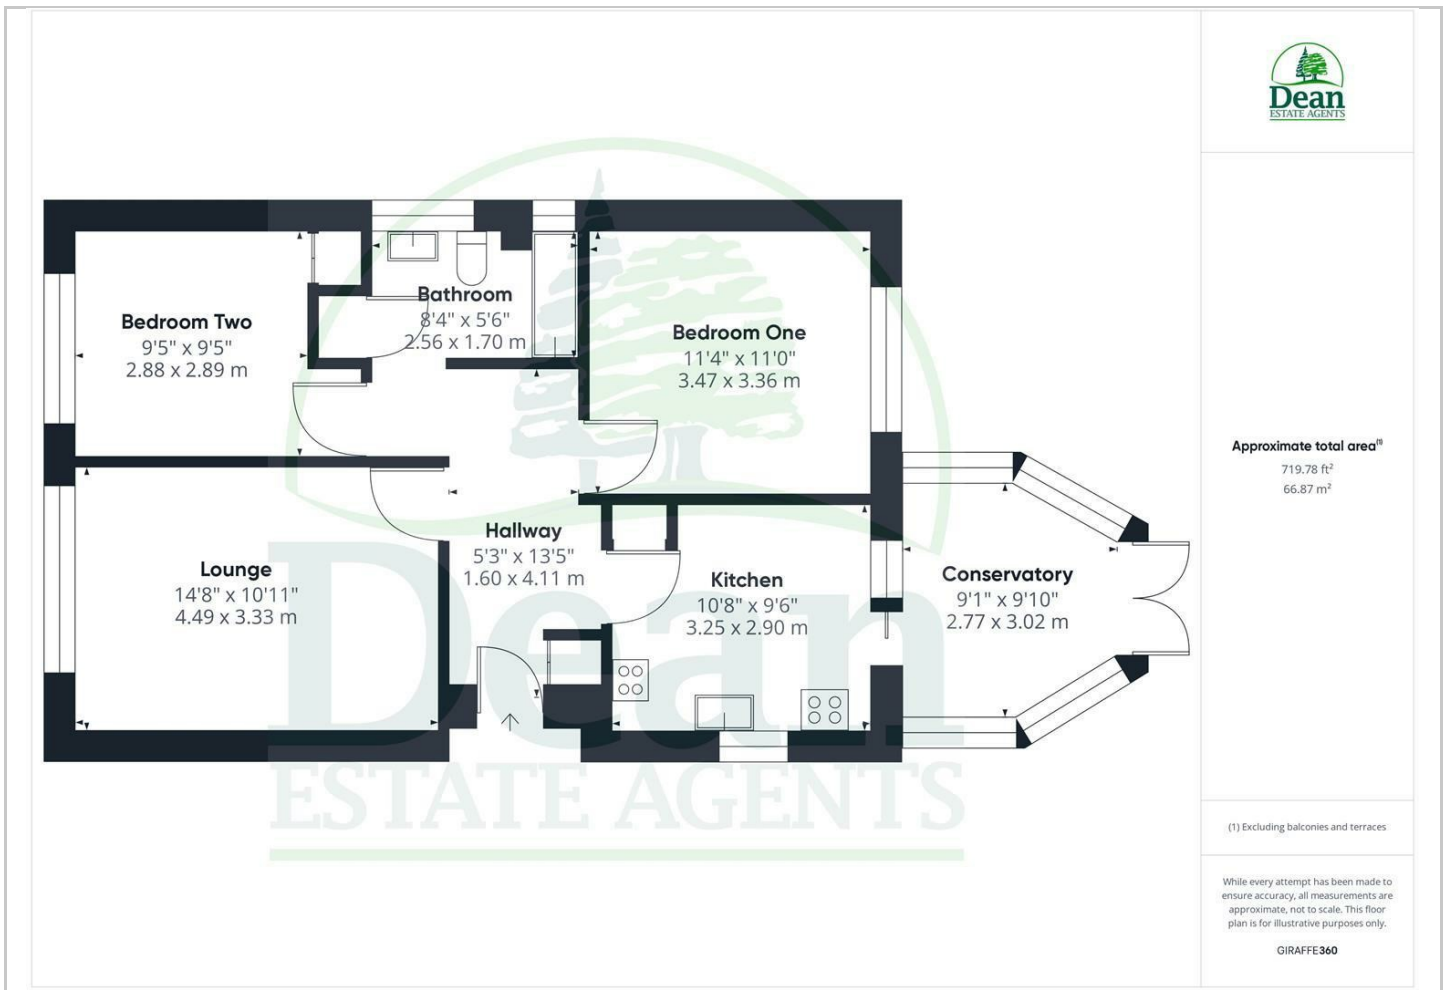 Bedroom Two
9'5" x 9'5"
2.88 x 2.89 m
Bathroom
8'4" x 5'6"
2.56 x 1.70 m
Bedroom One
11'4" x 11'0"
3.47 x 3.36 m
Lounge
14'8" x 10'11"
4.49 x 3.33 m
Hallway
5'3" x 13'5"
1.60 x 4.11 m
Kitchen
10'8" x 9'6"
3.25 x 2.90 m
Conservatory
9'1" x 9'10"
2.77 x 3.02 m
Dean
ESTATE AGENTS
Dean
ESTATE AGENTS
Approximate total area⁽¹⁾
719.78 ft²
66.87 m²
(1) Excluding balconies and terraces
While every attempt has been made to
ensure accuracy, all measurements are
approximate, not to scale. This floor
plan is for illustrative purposes only.
GIRAFFE360